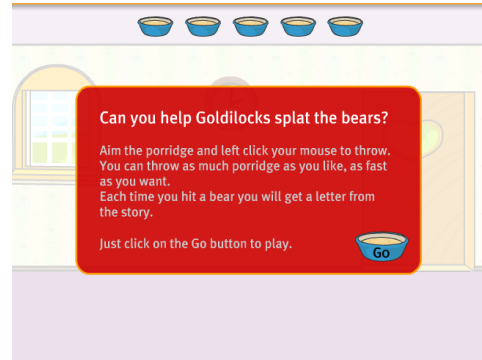 Can you help Goldilocks splat the bears?
Aim the porridge and left click your mouse to throw.
You can throw as much porridge as you like, as fast
as you want.
Each time you hit a bear you will get a letter from
the story.
Just click on the Go button to play.
Go